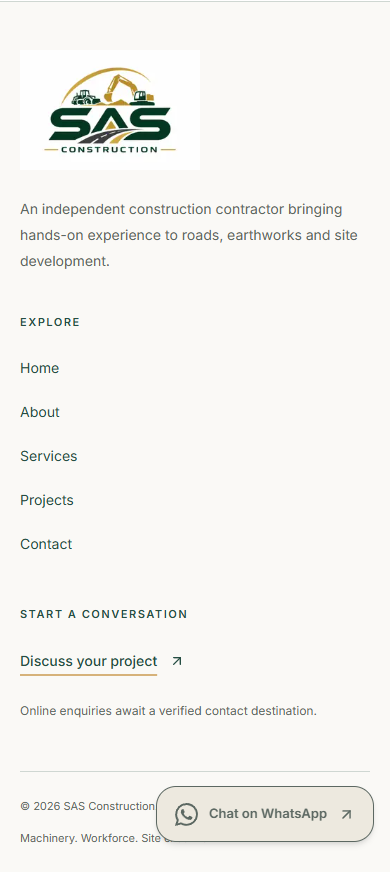 SAS
CONSTRUCTION
An independent construction contractor bringing
hands-on experience to roads, earthworks and site
development.
EXPLORE
Home
About
Services
Projects
Contact
START A CONVERSATION
Discuss your project
Online enquiries await a verified contact destination.
© 2026 SAS Construction
Chat on WhatsApp
Machinery. Workforce. Site